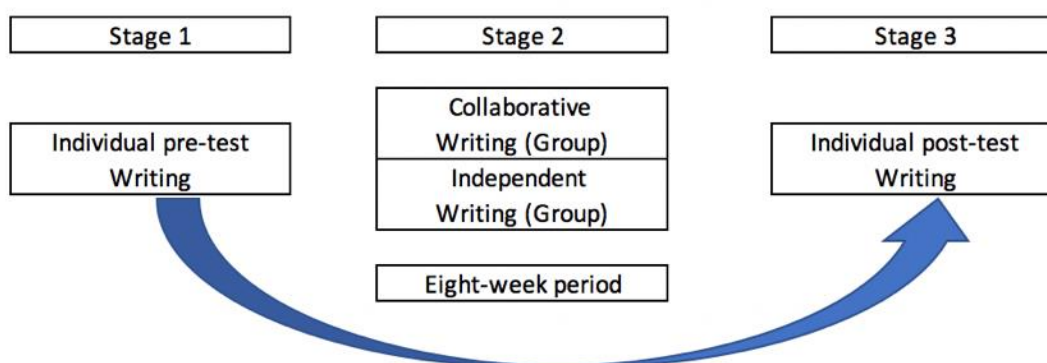 Stage 1
Stage 2
Stage 3
Individual pre-test
Writing
Collaborative
Writing (Group)
Independent
Writing (Group)
Individual post-test
Writing
Eight-week period